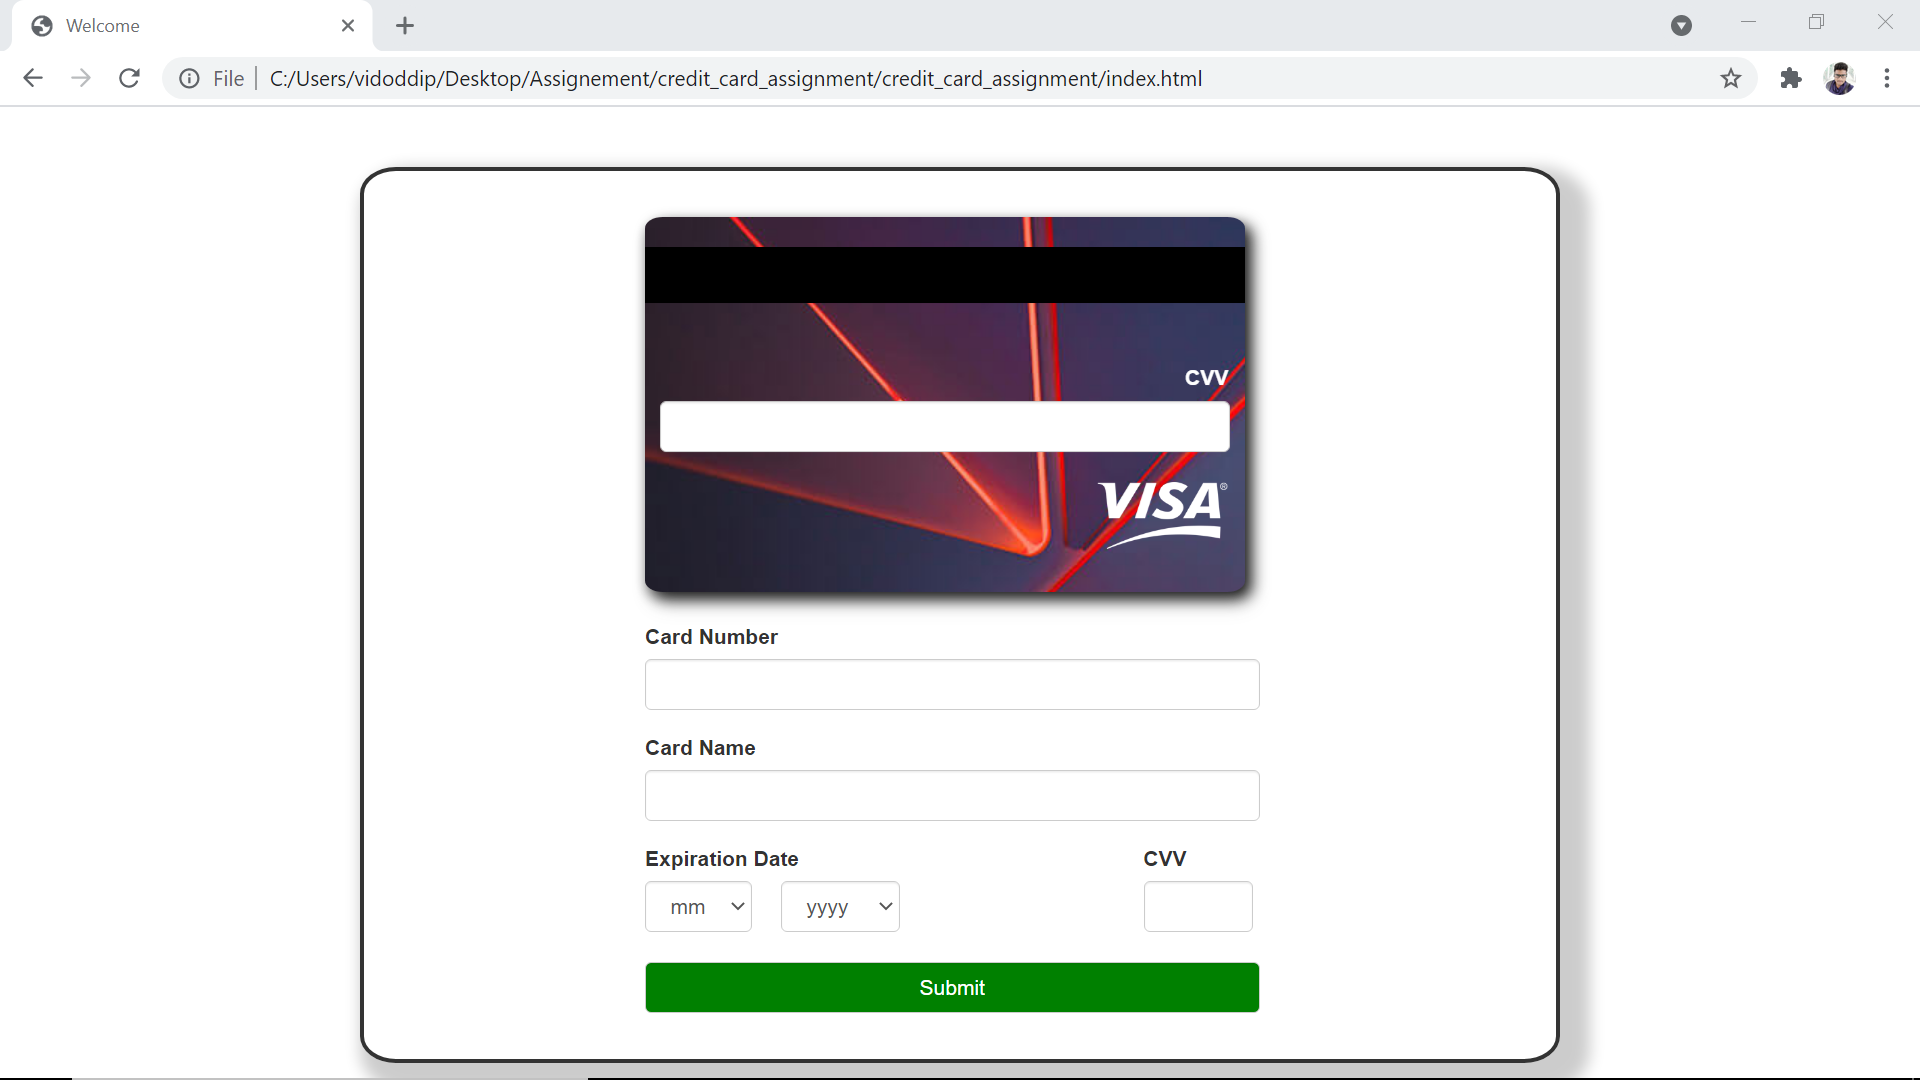 Welcome
File
C:/Users/vidoddip/Desktop/Assignement/credit_card_assignment/credit_card_assignment/index.html
CVV
VISA®
Card Number
Card Name
Expiration Date
CVV
mm
yyyy
Submit